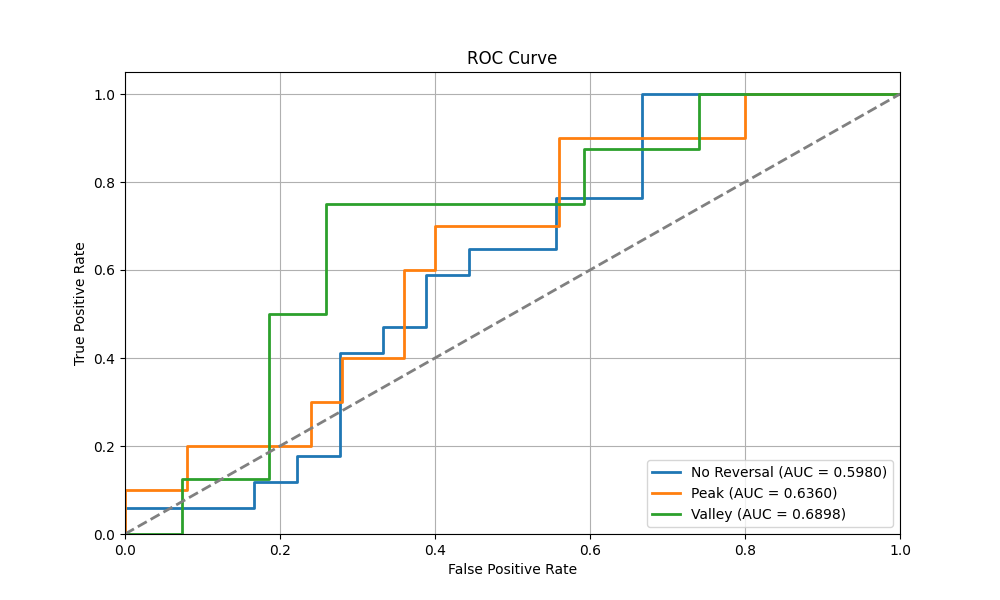 ROC Curve
True Positive Rate
1.0
0.8
0.6
0.4
0.2
0.0
0.0 0.2 0.4 0.6 0.8 1.0
False Positive Rate
No Reversal (AUC = 0.5980)
Peak (AUC = 0.6360)
Valley (AUC = 0.6898)